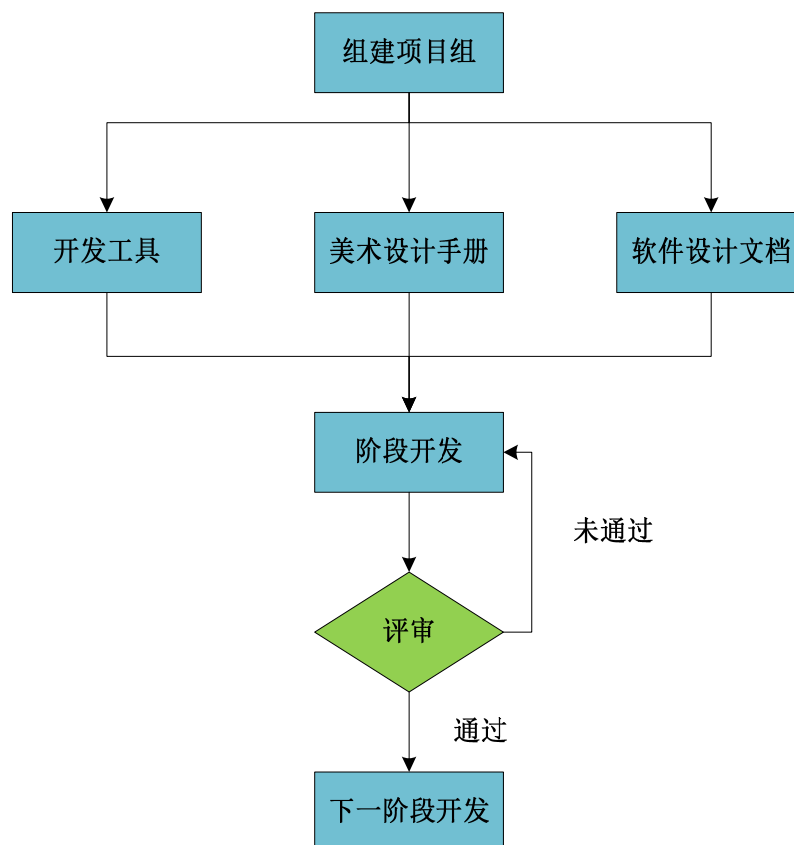 组建项目组
开发工具
美术设计手册
软件设计文档
阶段开发
未通过
评审
通过
下一阶段开发